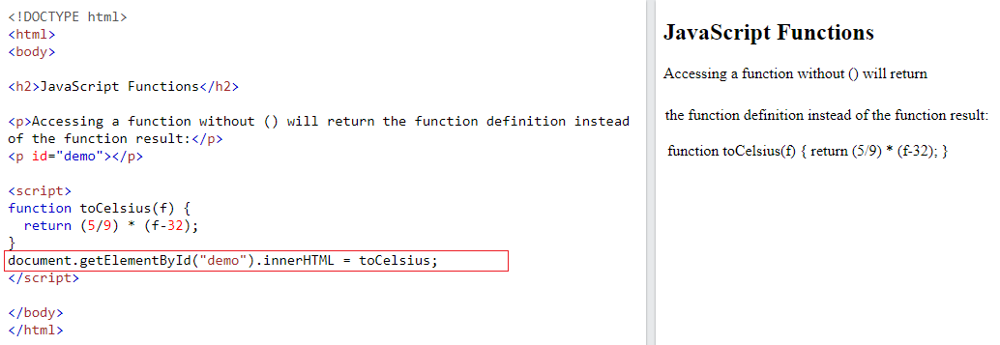 <!DOCTYPE html>
<html>
<body>
<h2>JavaScript Functions</h2>
<p>Accessing a function without () will return the function definition instead
of the function result:</p>
<p id="demo"></p>
<script>
function toCelsius(f) {
  return (5/9) * (f-32);
}
document.getElementById("demo").innerHTML = toCelsius;
</script>
</body>
</html>
JavaScript Functions
Accessing a function without () will return
the function definition instead of the function result:
function toCelsius(f) { return (5/9) * (f-32); }